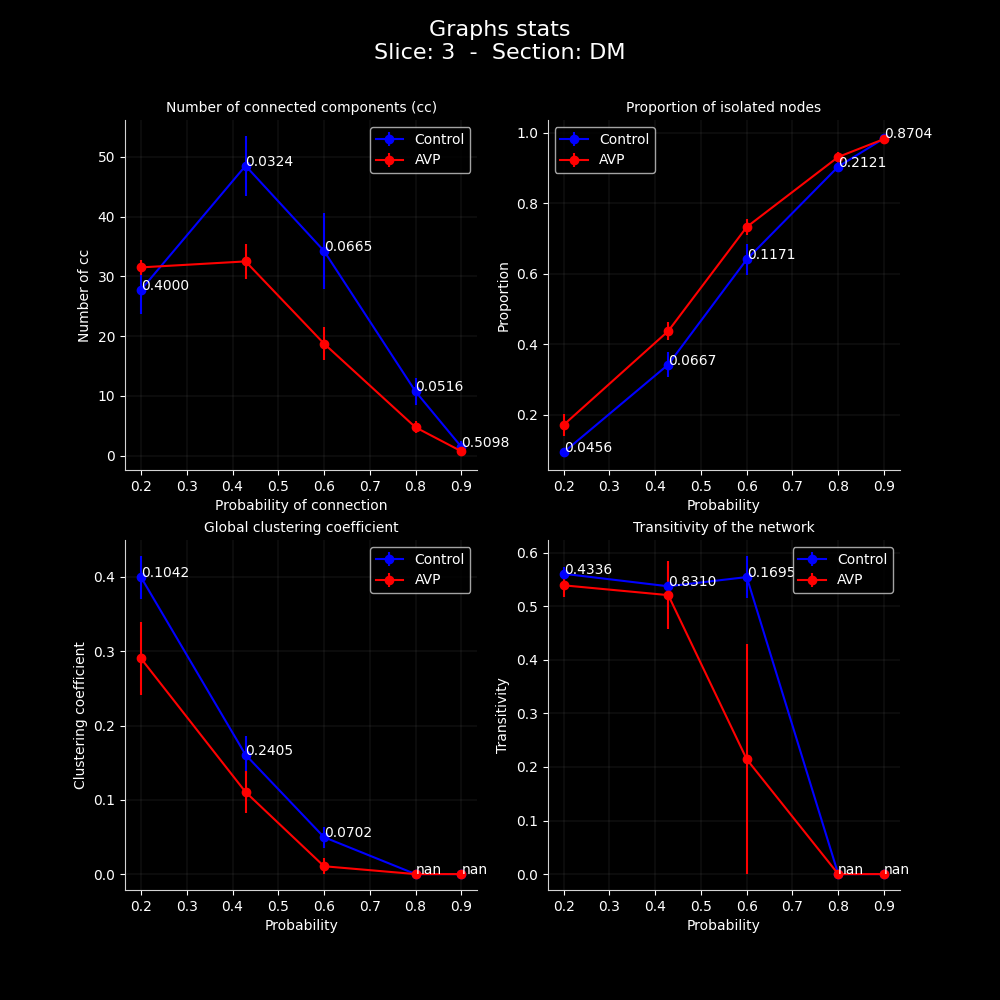 Graphs stats
Slice: 3 - Section: DM
Number of connected components (cc)
Number of cc
50
40
30
20
10
0
0.4000
0.0324
0.0665
0.0516
0.5098
Control
AVP
0.2 0.3 0.4 0.5 0.6 0.7 0.8 0.9
Probability of connection
Proportion of isolated nodes
Proportion
1.0
0.8
0.6
0.4
0.2
0.0456
0.0667
0.1171
0.2121
0.8704
Control
AVP
0.2 0.3 0.4 0.5 0.6 0.7 0.8 0.9
Probability
Global clustering coefficient
Clustering coefficient
0.4
0.3
0.2
0.1
0.0
0.1042
0.2405
0.0702
nan
nan
Control
AVP
0.2 0.3 0.4 0.5 0.6 0.7 0.8 0.9
Probability
Transitivity of the network
Transitivity
0.6
0.5
0.4
0.3
0.2
0.1
0.0
0.4336
0.8310
0.1695
nan
nan
Control
AVP
0.2 0.3 0.4 0.5 0.6 0.7 0.8 0.9
Probability